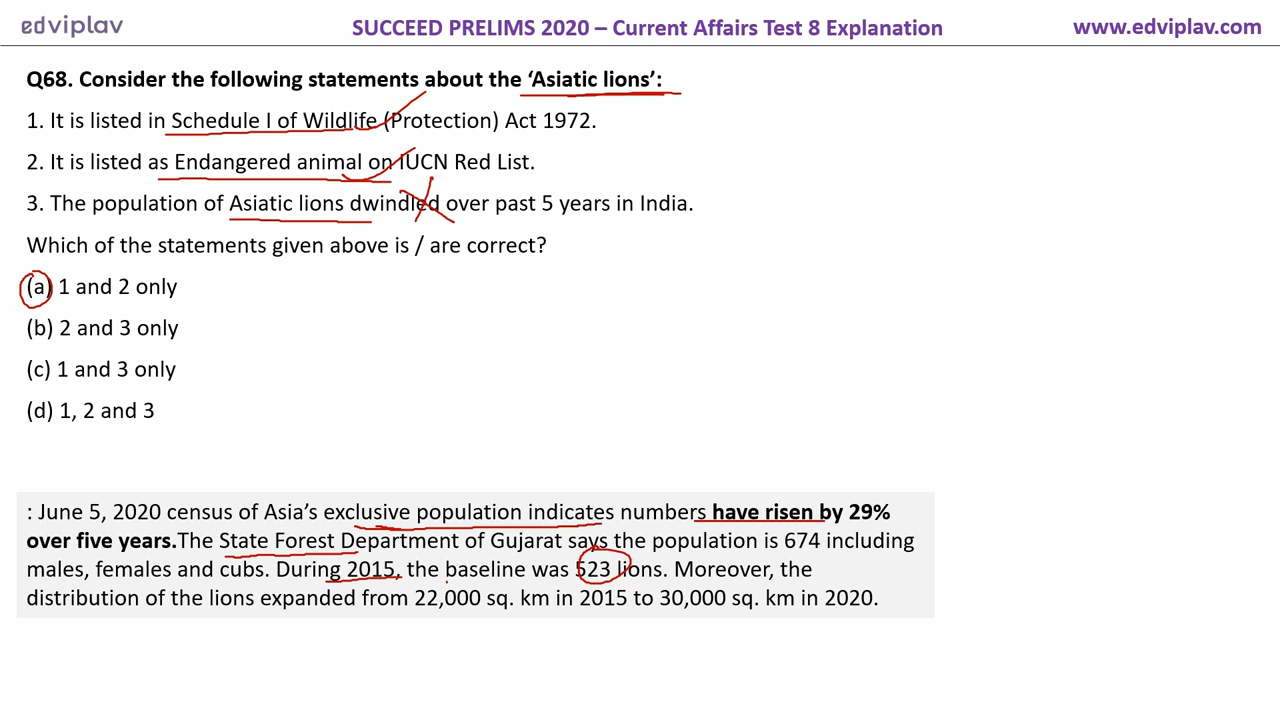 edviplav
SUCCEED PRELIMS 2020 – Current Affairs Test 8 Explanation
www.edviplav.com
Q68. Consider the following statements about the ‘Asiatic lions’:
1. It is listed in Schedule I of Wildlife (Protection) Act 1972.
2. It is listed as Endangered animal on IUCN Red List.
3. The population of Asiatic lions dwindled over past 5 years in India.
Which of the statements given above is / are correct?
(a) 1 and 2 only
(b) 2 and 3 only
(c) 1 and 3 only
(d) 1, 2 and 3
: June 5, 2020 census of Asia’s exclusive population indicates numbers have risen by 29%
over five years.The State Forest Department of Gujarat says the population is 674 including
males, females and cubs. During 2015, the baseline was 523 lions. Moreover, the
distribution of the lions expanded from 22,000 sq. km in 2015 to 30,000 sq. km in 2020.